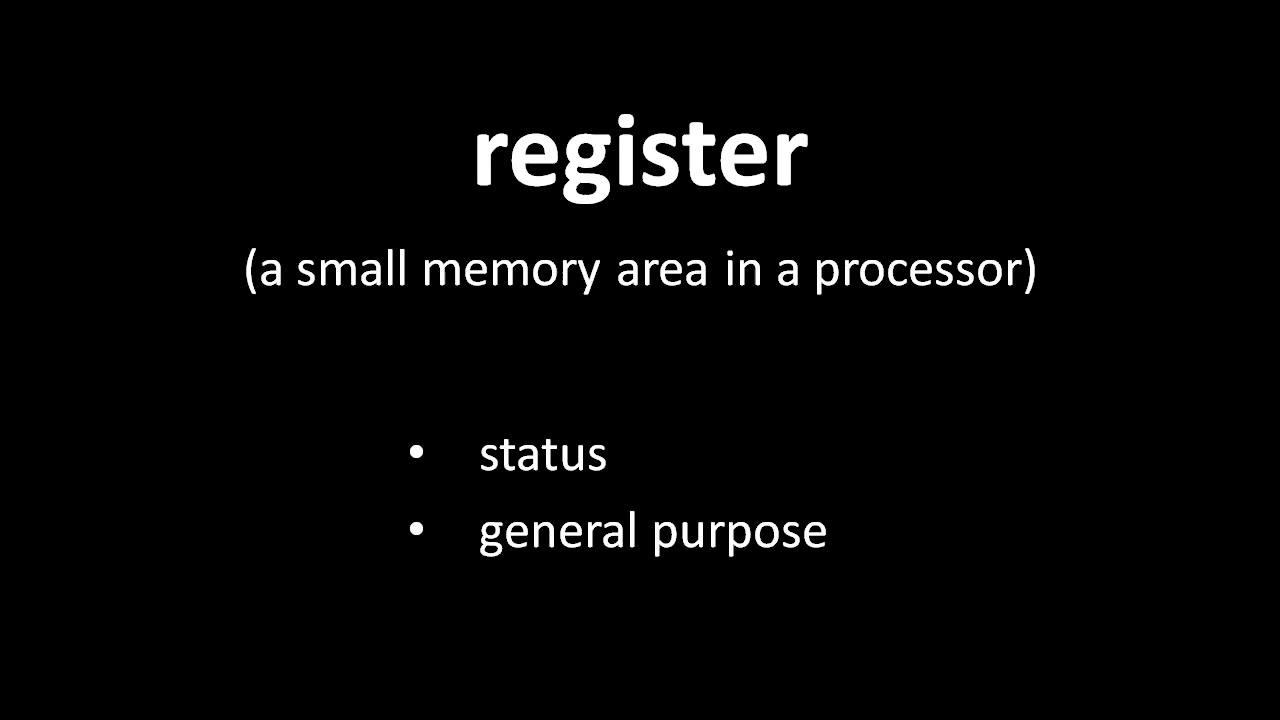 register
(a small memory area in a processor)
• status
• general purpose